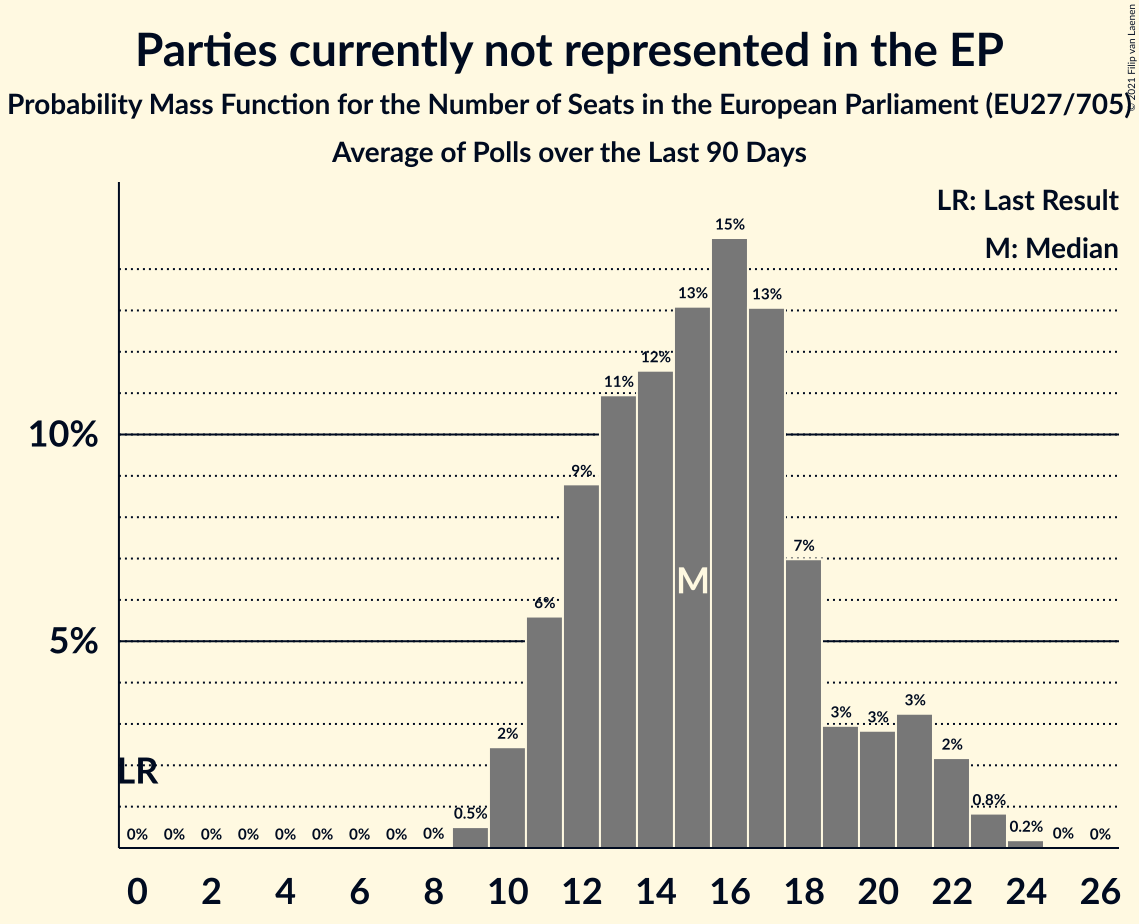 Parties currently not represented in the EP
Probability Mass Function for the Number of Seats in the European Parliament (EU27/705)
Average of Polls over the Last 90 Days
© 2021 Filip van Laenen
LR: Last Result
M: Median
15%
13% 13%
12%
11%
10%
9%
7%
M
6%
5%
3% 3% 3%
2% 2%
LR
0.5% 0.8% 0.2%
0% 0% 0% 0% 0% 0% 0% 0% 0% 0% 0%
0 2 4 6 8 10 12 14 16 18 20 22 24 26